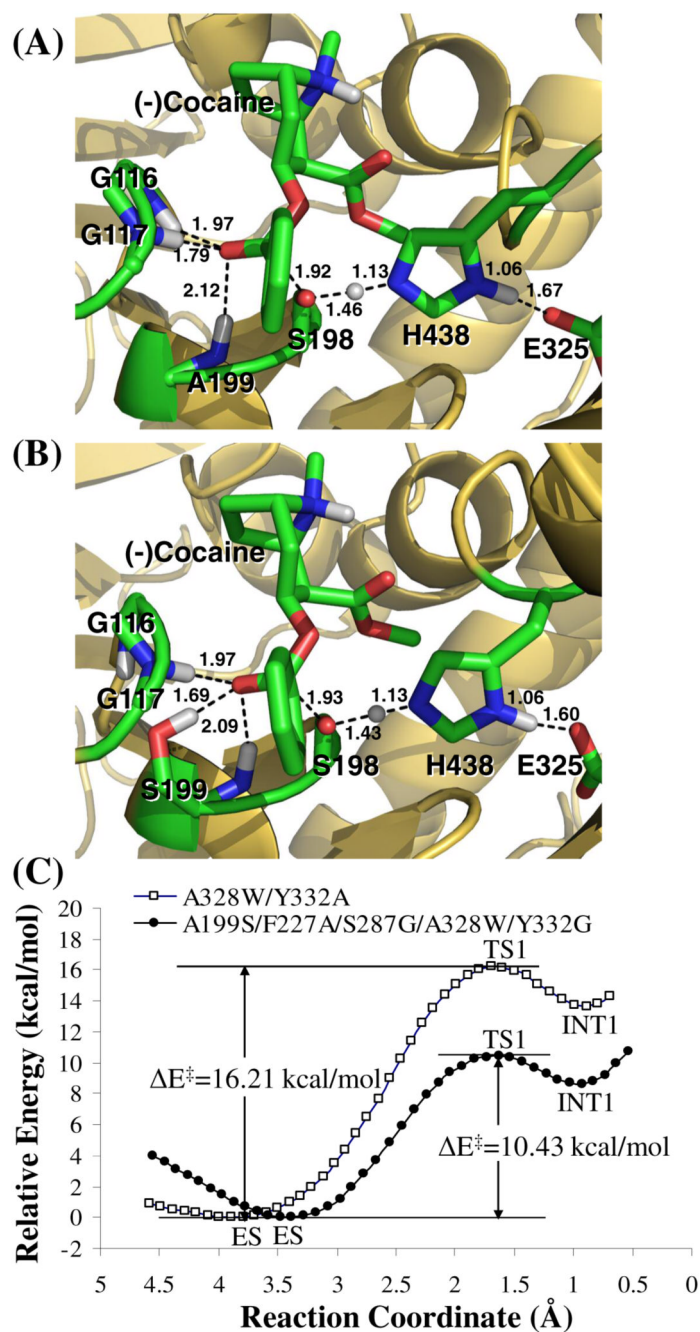 (A)
(-)Cocaine
G116
G117
1.97
1.79
2.12
1.92
1.13
1.46
1.06
1.67
S198
H438
E325
A199
(B)
(-)Cocaine
G116
G117
1.97
1.69
2.09
1.93
1.13
1.43
1.06
1.60
S199
S198
H438
E325
(C)
A328W/Y332A
A199S/F227A/S287G/A328W/Y332G
Relative Energy (kcal/mol)
20
18
16
14
12
10
8
6
4
2
0
-2
TS1
INT1
ΔE‡=16.21 kcal/mol
TS1
INT1
ΔE‡=10.43 kcal/mol
ES ES
5 4.5 4 3.5 3 2.5 2 1.5 1 0.5 0
Reaction Coordinate (Å)